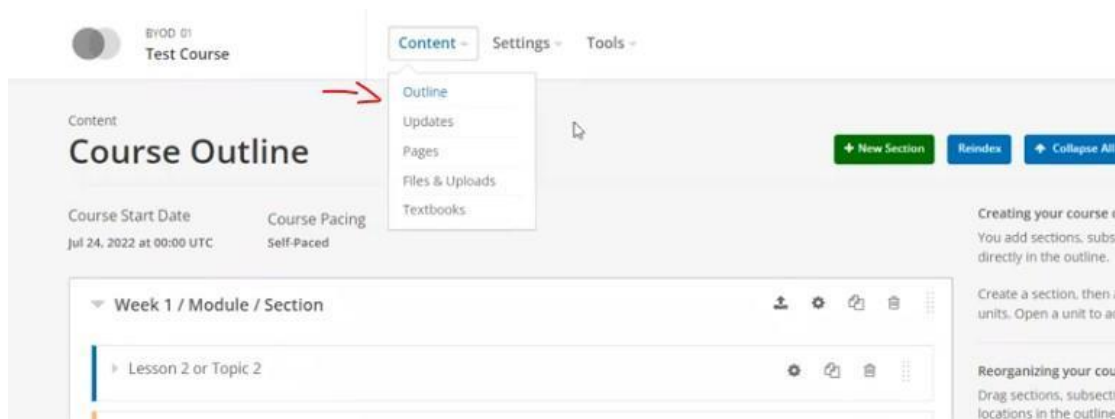 BYOD 01
Test Course
Content
Settings
Tools
Outline
Updates
Pages
Files & Uploads
Textbooks
Content
Course Outline
+ New Section
Reindex
Collapse All
Course Start Date
Jul 24, 2022 at 00:00 UTC
Course Pacing
Self-Paced
Week 1 / Module / Section
Lesson 2 or Topic 2
Creating your course
You add sections, subs
directly in the outline.
Create a section, then
units. Open a unit to
Reorganizing your cou
Drag sections, subsect
locations in the outline